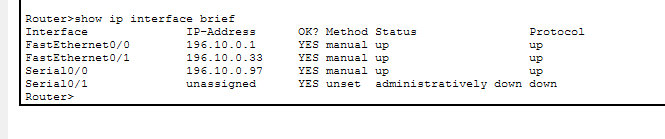 Router>show ip interface brief
Interface IP-Address OK? Method Status Protocol
FastEthernet0/0 196.10.0.1 YES manual up up
FastEthernet0/1 196.10.0.33 YES manual up up
Serial0/0 196.10.0.97 YES manual up up
Serial0/1 unassigned YES unset administratively down down
Router>